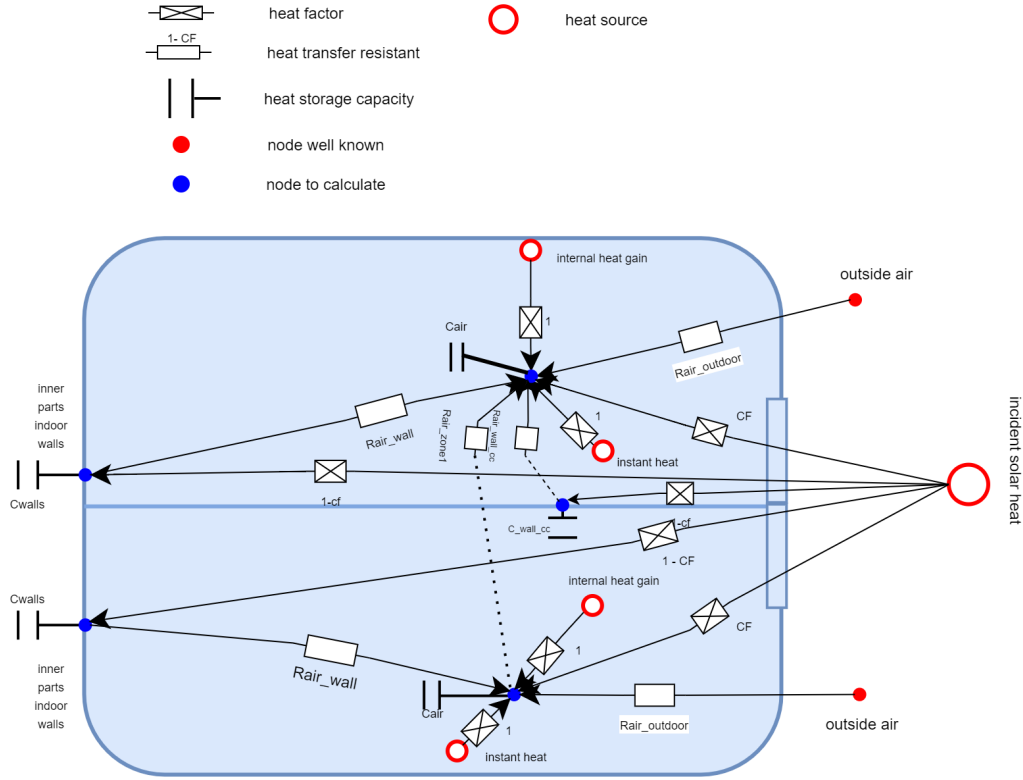 heat factor
heat source
1- CF
heat transfer resistant
heat storage capacity
node well known
node to calculate
internal heat gain
outside air
1
Cair
Rair_outdoor
inner
parts
indoor
walls
Rair_wall
Rair_zone1
Rair_wall_cc
1
CF
instant heat
incident solar heat
Cwalls
1-cf
C_wall_cc
1-cf
1 - CF
internal heat gain
Cwalls
CF
1
inner
parts
indoor
walls
Rair_wall
Cair
1
Rair_outdoor
outside air
instant heat